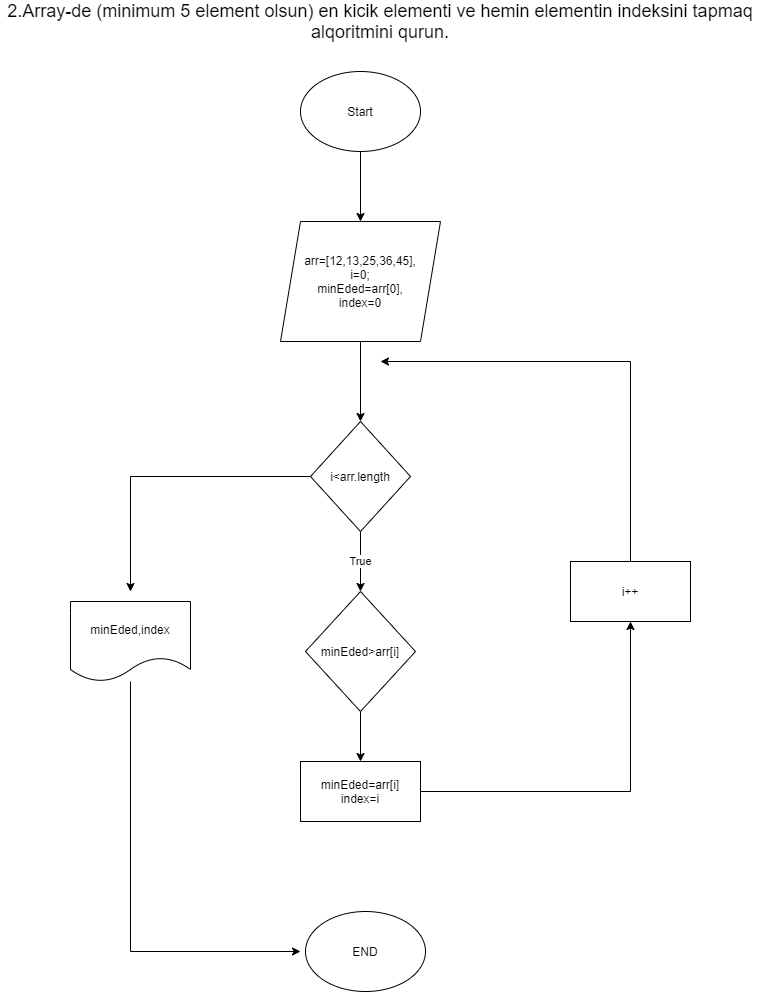 2.Array-de (minimum 5 element olsun) en kicik elementi ve hemin elementin indeksini tapmaq
alqoritmini qurun.
Start
arr=[12,13,25,36,45],
i=0;
minEded=arr[0],
index=0
i<arr.length
True
i++
minEded,index
minEded>arr[i]
minEded=arr[i]
index=i
END